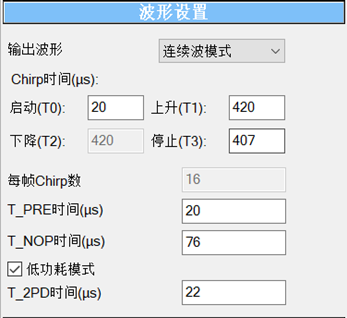 波形设置
输出波形 连续波模式
Chirp时间(μs):
启动(T0): 20 上升(T1): 420
下降(T2): 420 停止(T3): 407
每帧Chirp数 16
T_PRE时间(μs) 20
T_NOP时间(μs) 76
低功耗模式
T_2PD时间(μs) 22